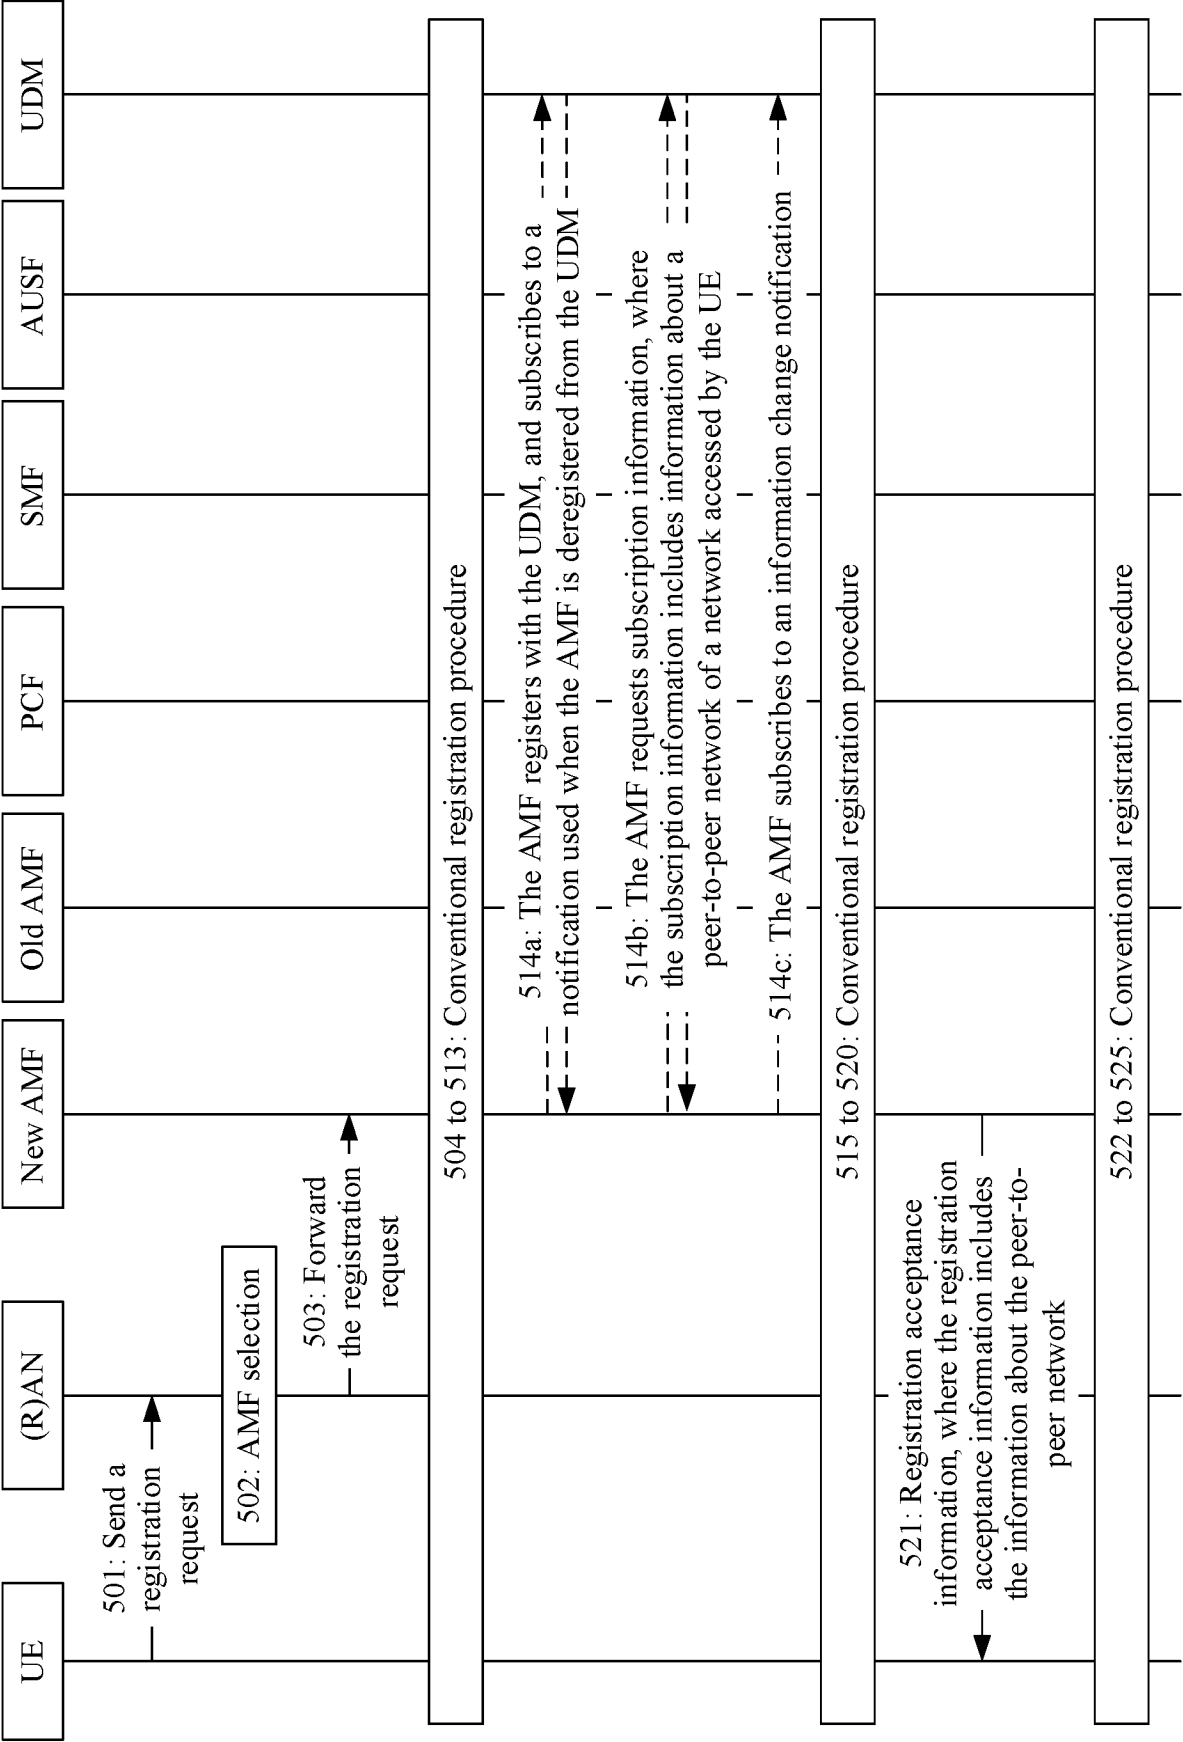 UE
(R)AN
New AMF
Old AMF
PCF
SMF
AUSF
UDM
501: Send a
registration
request
502: AMF selection
503: Forward
the registration
request
504 to 513: Conventional registration procedure
514a: The AMF registers with the UDM, and subscribes to a
notification used when the AMF is deregistered from the UDM
514b: The AMF requests subscription information, where
the subscription information includes information about a
peer-to-peer network of a network accessed by the UE
514c: The AMF subscribes to an information change notification
515 to 520: Conventional registration procedure
521: Registration acceptance
information, where the registration
acceptance information includes
the information about the peer-to-
peer network
522 to 525: Conventional registration procedure